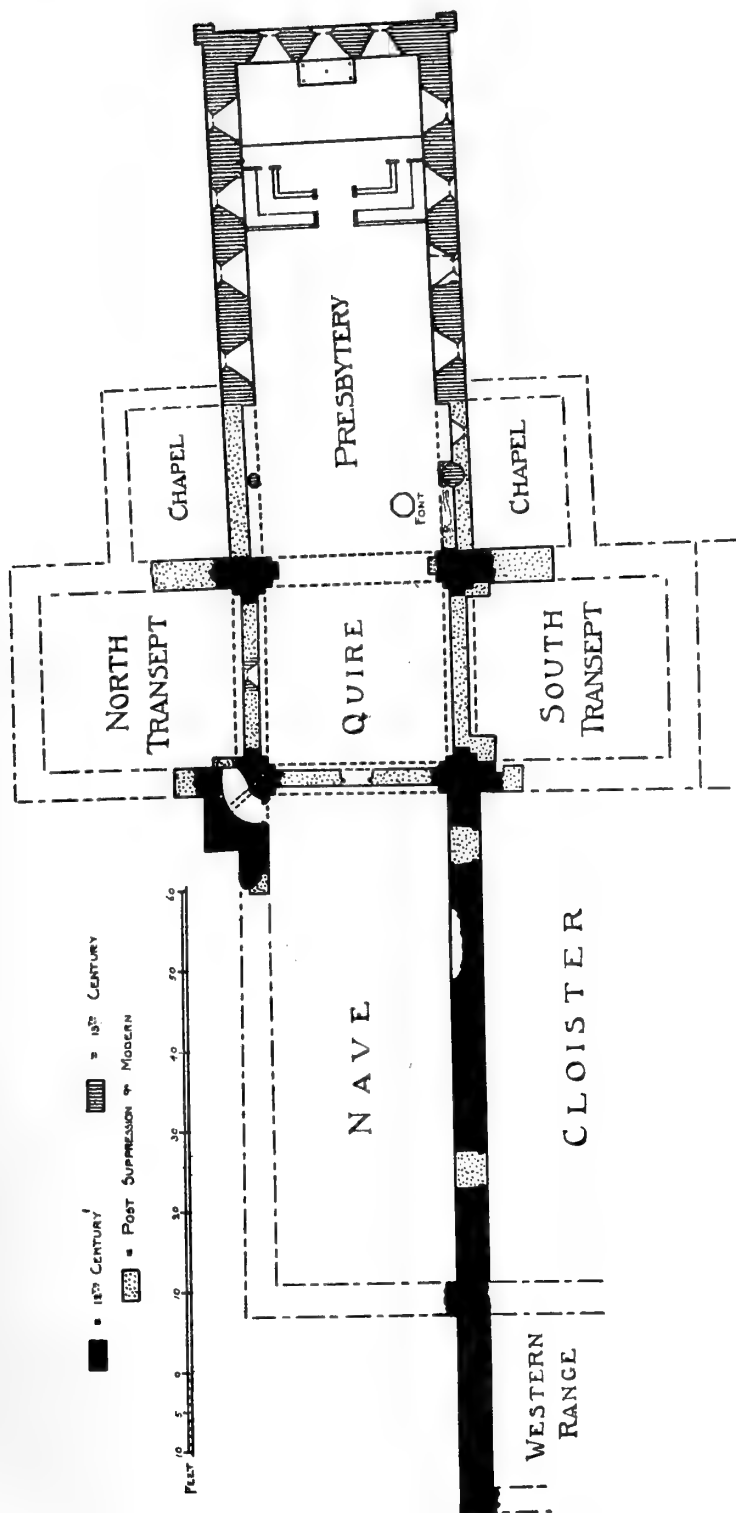 PRESBYTERY
CHAPEL
CHAPEL
FONT
NORTH
TRANSEPT
QUIRE
SOUTH
TRANSEPT
NAVE
CLOISTER
WESTERN
RANGE
= 12TH CENTURY
= 13TH CENTURY
= POST SUPPRESSION & MODERN
FEET 10 5 0 10 20 30 40 50 60